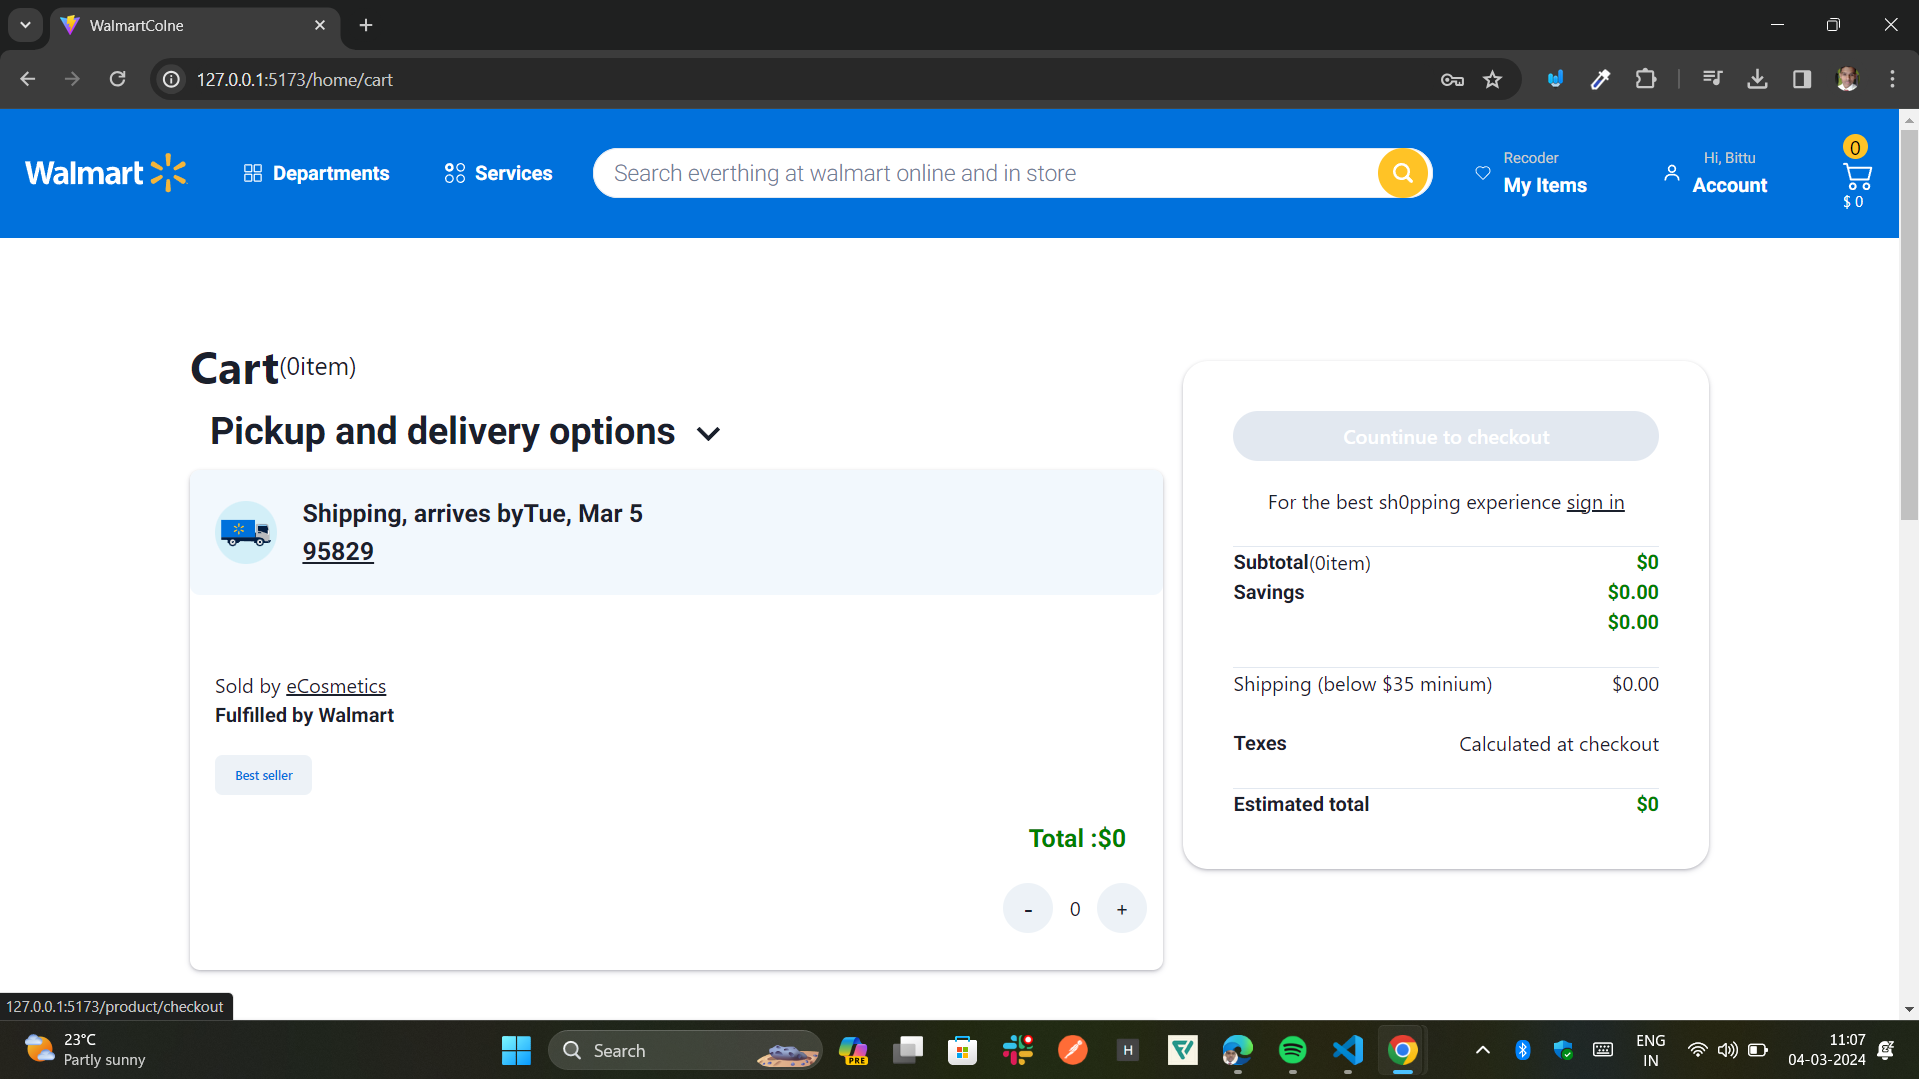 WalmartColne
127.0.0.1:5173/home/cart
Walmart
Departments
Services
Search everthing at walmart online and in store
Recoder
My Items
Hi, Bittu
Account
0
$ 0
Cart(0item)
Pickup and delivery options
Shipping, arrives byTue, Mar 5
95829
Sold by eCosmetics
Fulfilled by Walmart
Best seller
Total :$0
- 0 +
Countinue to checkout
For the best sh0pping experience sign in
Subtotal(0item) $0
Savings $0.00
$0.00
Shipping (below $35 minium) $0.00
Texes Calculated at checkout
Estimated total $0
127.0.0.1:5173/product/checkout
23°C
Partly sunny
Search
PRE
H
ENG
IN
11:07
04-03-2024